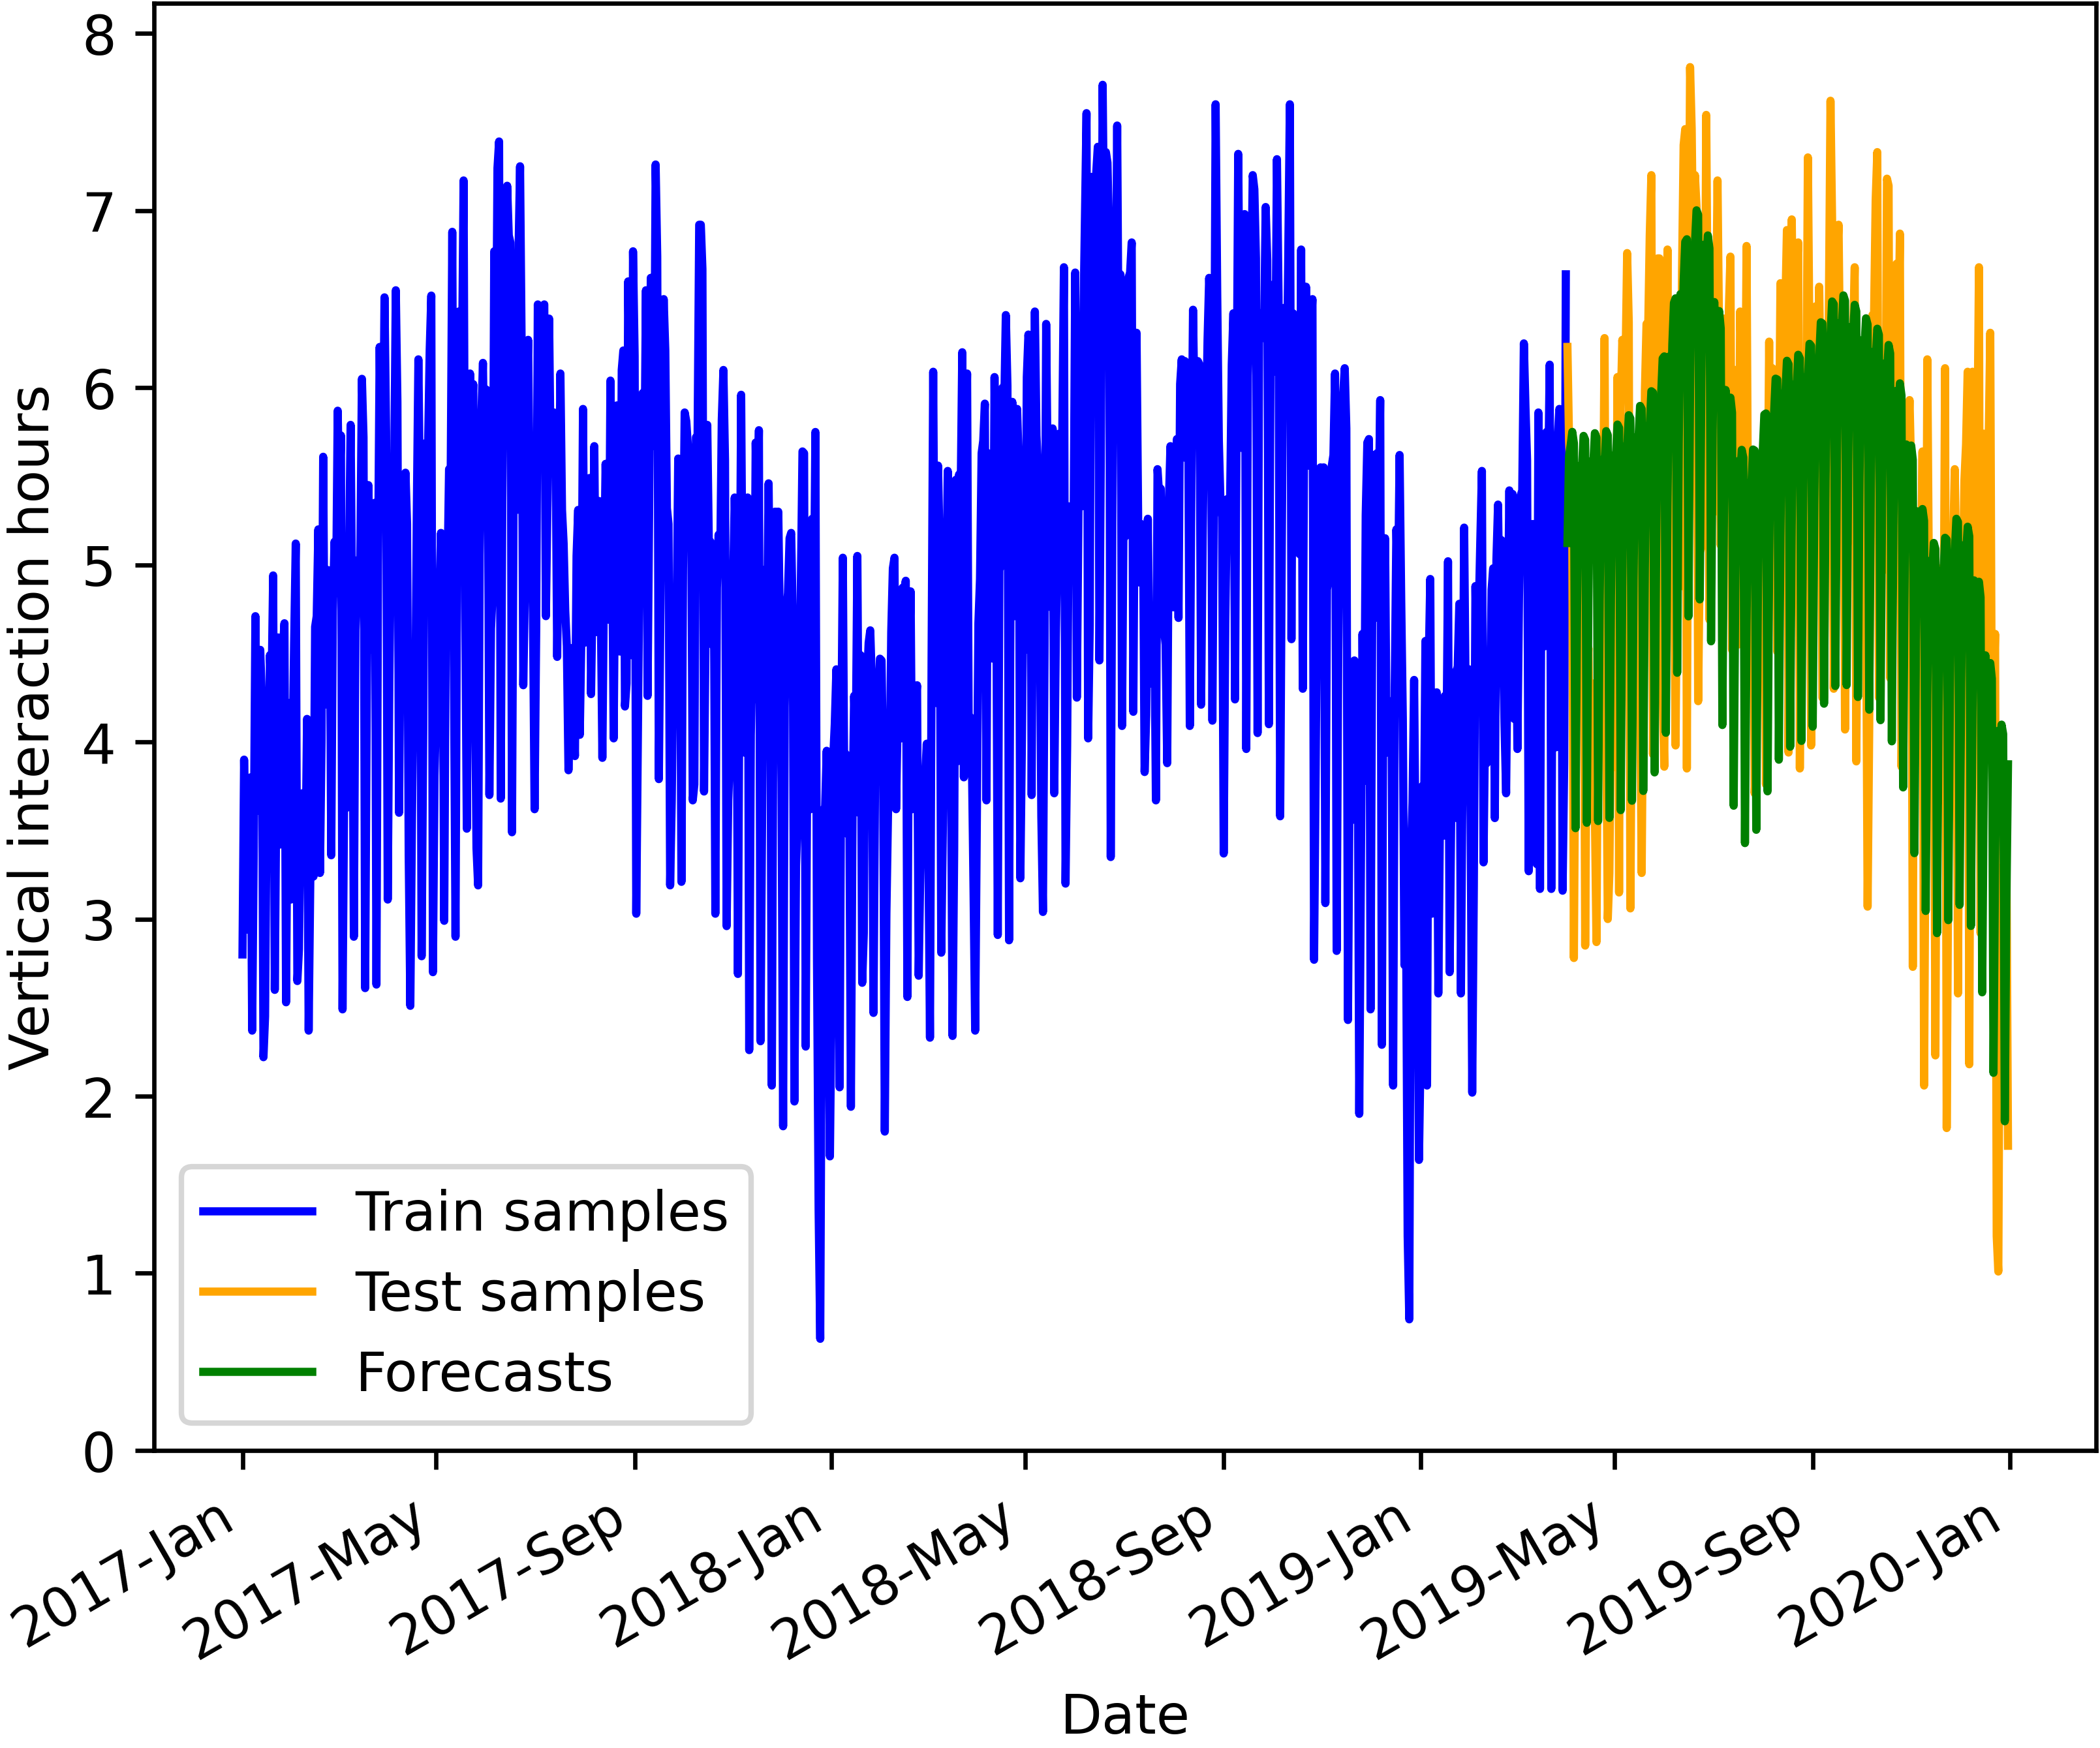 8
7
6
5
4
3
2
1
0
Vertical interaction hours
Train samples
Test samples
Forecasts
2017-Jan
2017-May
2017-Sep
2018-Jan
2018-May
2018-Sep
2019-Jan
2019-May
2019-Sep
2020-Jan
Date